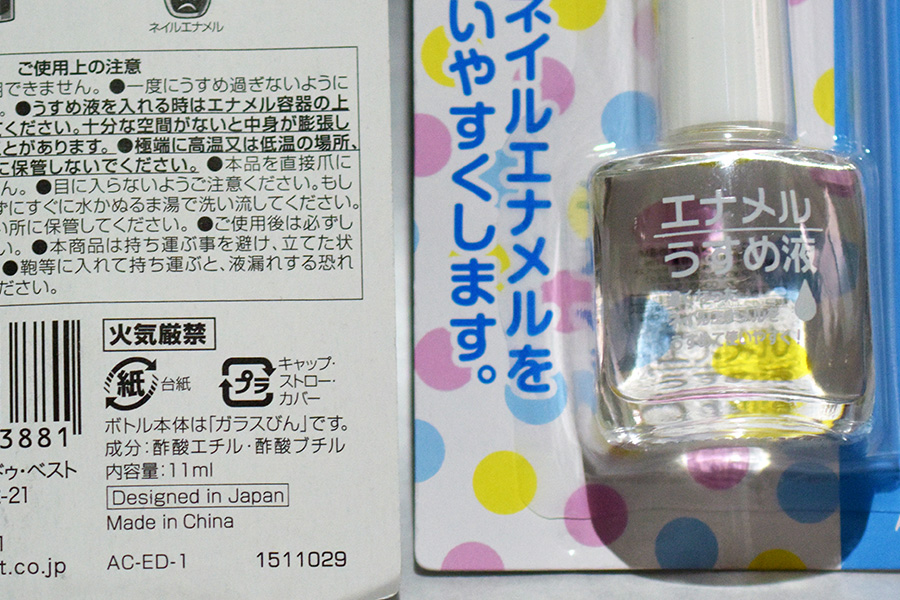 ネイルエナメル
ご使用上の注意
用できません。●一度にうすめ過ぎないように
●うすめ液を入れる時はエナメル容器の上
てください。十分な空間がないと中身が膨張し
ことがあります。●極端に高温又は低温の場所、
に保管しないでください。●本品を直接爪に
せん。●目に入らないようご注意ください。もし
ずにすぐに水かぬるま湯で洗い流してください。
い所に保管してください。●ご使用後は必ずし
い。●本商品は持ち運ぶ事を避け、立てた状
●鞄等に入れて持ち運ぶと、液漏れする恐れ
ださい。
3881
ドゥ・ベスト
-21
t.co.jp
火気厳禁
紙 台紙
プラ キャップ・
ストロー・
カバー
ボトル本体は「ガラスびん」です。
成分:酢酸エチル・酢酸ブチル
内容量:11ml
Designed in Japan
Made in China
AC-ED-1 1511029
ネイルエナメルを
いやすくします。
エナメル
うすめ液